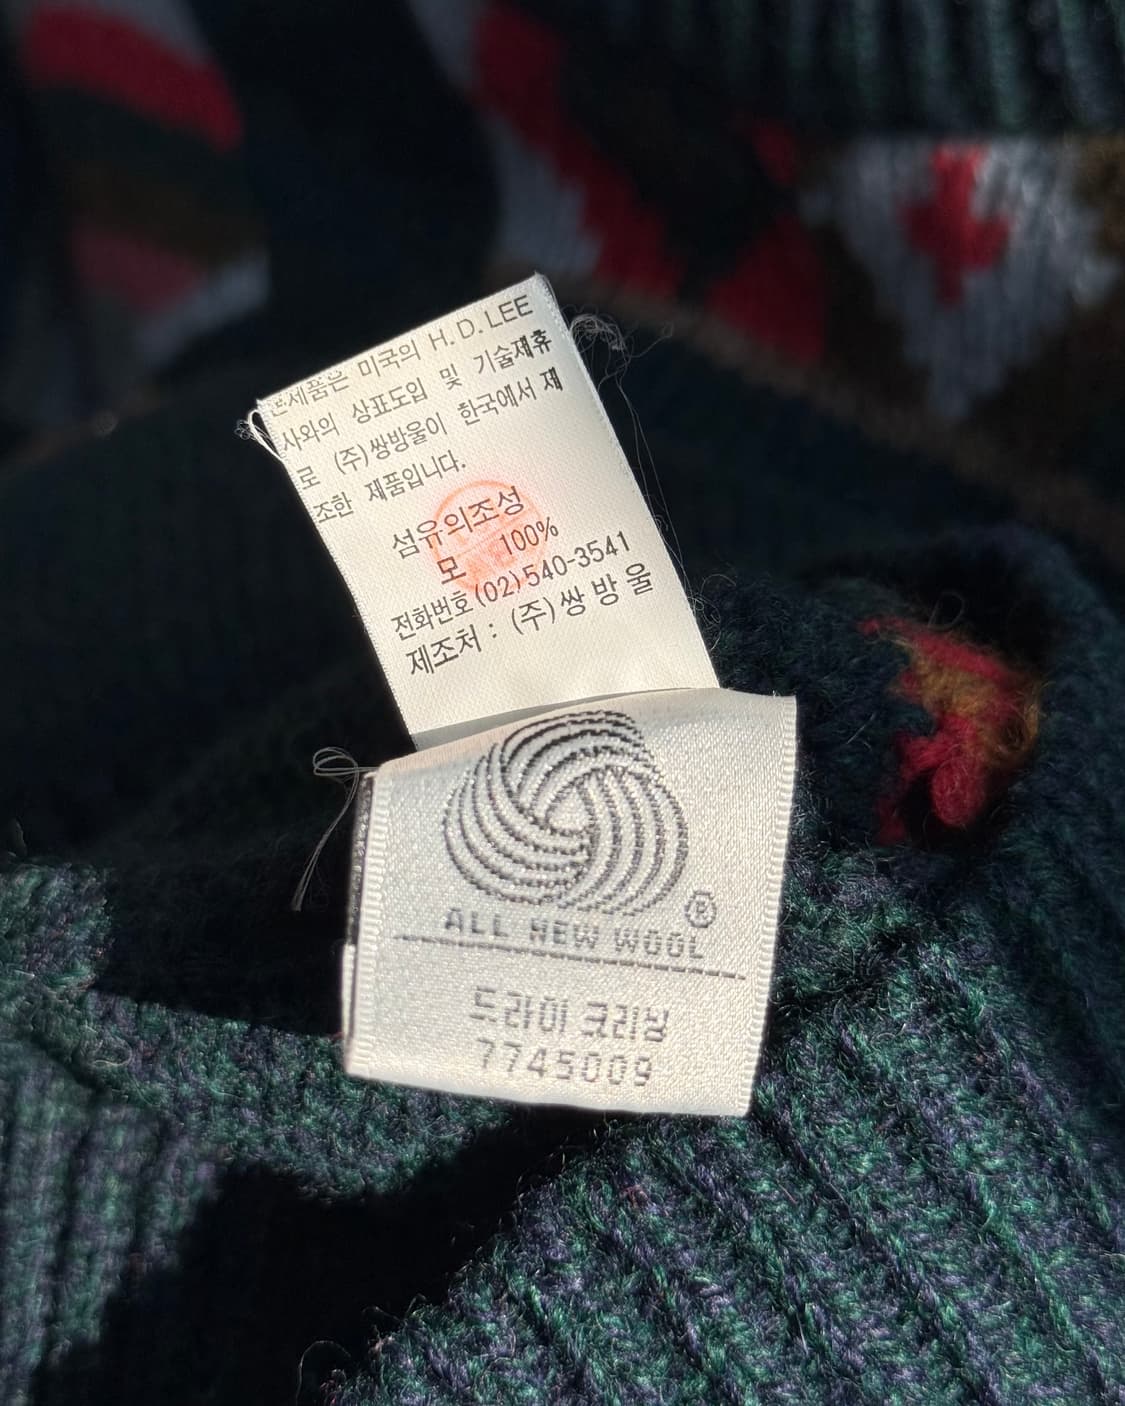 본제품은 미국의 H.D.LEE
사와의 상표도입 및 기술제휴
로 (주)쌍방울이 한국에서 제
조한 제품입니다.
섬유의조성
모 100%
전화번호(02)540-3541
제조처 : (주)쌍방울
®
ALL NEW WOOL
드라이 크리닝
7745009